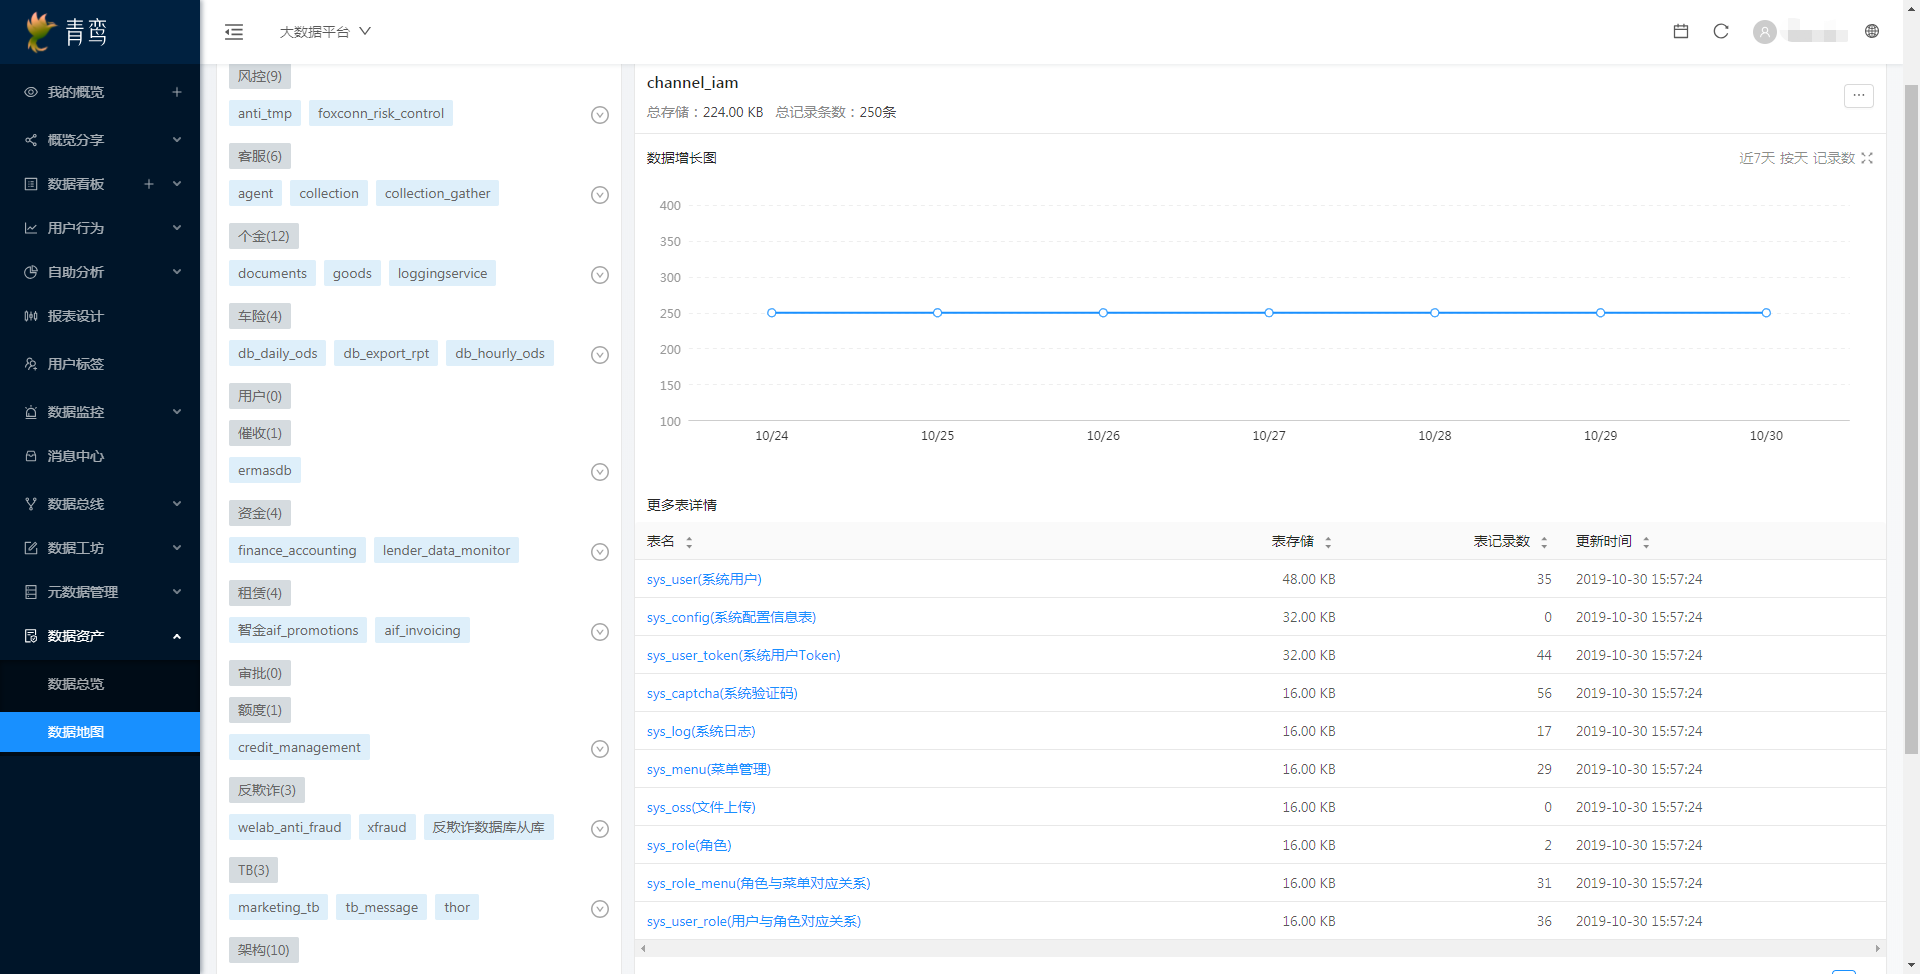 青鸾
我的概览
概览分享
数据看板
用户行为
自助分析
报表设计
用户标签
数据监控
消息中心
数据总线
数据工坊
元数据管理
数据资产
数据总览
数据地图
大数据平台
风控(9)
anti_tmp foxconn_risk_control
客服(6)
agent collection collection_gather
个金(12)
documents goods loggingservice
车险(4)
db_daily_ods db_export_rpt db_hourly_ods
用户(0)
催收(1)
ermasdb
资金(4)
finance_accounting lender_data_monitor
租赁(4)
智金aif_promotions aif_invoicing
审批(0)
额度(1)
credit_management
反欺诈(3)
welab_anti_fraud xfraud 反欺诈数据库从库
TB(3)
marketing_tb tb_message thor
架构(10)
channel_iam
总存储：224.00 KB 总记录条数：250条
数据增长图 近7天 按天 记录数
400
350
300
250
200
150
100
10/24 10/25 10/26 10/27 10/28 10/29 10/30
更多表详情
表名 表存储 表记录数 更新时间
sys_user(系统用户) 48.00 KB 35 2019-10-30 15:57:24
sys_config(系统配置信息表) 32.00 KB 0 2019-10-30 15:57:24
sys_user_token(系统用户Token) 32.00 KB 44 2019-10-30 15:57:24
sys_captcha(系统验证码) 16.00 KB 56 2019-10-30 15:57:24
sys_log(系统日志) 16.00 KB 17 2019-10-30 15:57:24
sys_menu(菜单管理) 16.00 KB 29 2019-10-30 15:57:24
sys_oss(文件上传) 16.00 KB 0 2019-10-30 15:57:24
sys_role(角色) 16.00 KB 2 2019-10-30 15:57:24
sys_role_menu(角色与菜单对应关系) 16.00 KB 31 2019-10-30 15:57:24
sys_user_role(用户与角色对应关系) 16.00 KB 36 2019-10-30 15:57:24